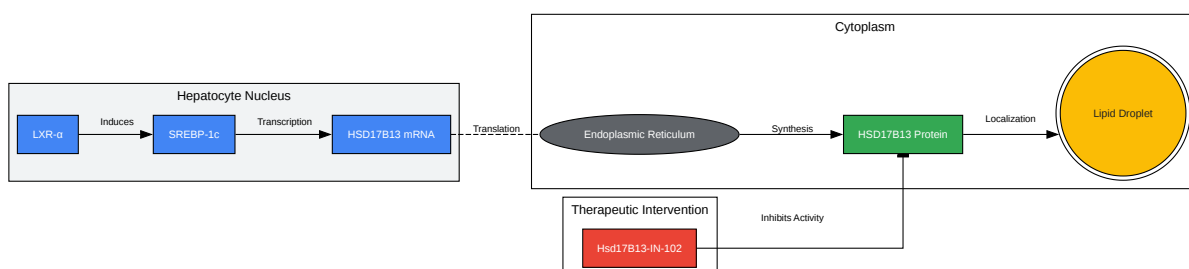 Cytoplasm
Hepatocyte Nucleus
LXR-α
Induces
SREBP-1c
Transcription
HSD17B13 mRNA
Translation
Endoplasmic Reticulum
Synthesis
HSD17B13 Protein
Localization
Lipid Droplet
Therapeutic Intervention
Inhibits Activity
Hsd17B13-IN-102